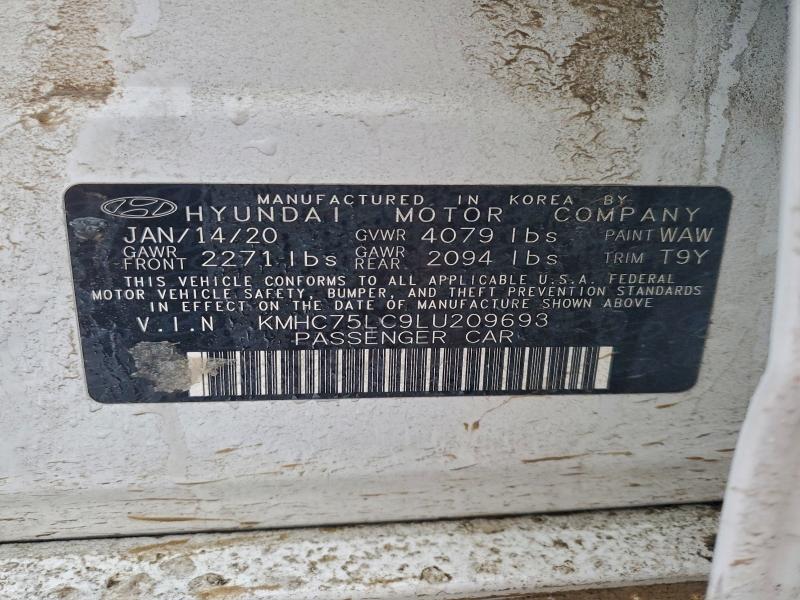 MANUFACTURED IN KOREA BY
HYUNDAI MOTOR COMPANY
JAN/14/20 GVWR 4079 lbs PAINT WAW
GAWR FRONT 2271 lbs GAWR REAR 2094 lbs TRIM T9Y
THIS VEHICLE CONFORMS TO ALL APPLICABLE U.S.A. FEDERAL
MOTOR VEHICLE SAFETY, BUMPER, AND THEFT PREVENTION STANDARDS
IN EFFECT ON THE DATE OF MANUFACTURE SHOWN ABOVE
V.I.N KMHC75LC9LU209693
PASSENGER CAR